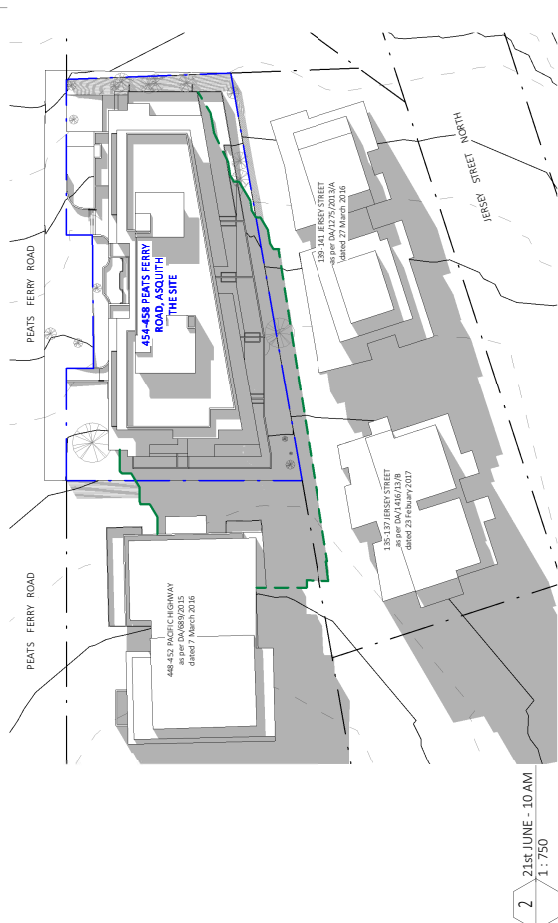 PEATS FERRY ROAD
PEATS FERRY ROAD
454-458 PEATS FERRY
ROAD, ASQUITH
THE SITE
448-452 PACIFIC HIGHWAY
as per DA/689/2015
dated 7 March 2016
139-141 JERSEY STREET
as per DA/1275/2013/A
dated 27 March 2016
135-137 JERSEY STREET
as per DA/1416/13/B
dated 23 Febuary 2017
JERSEY STREET NORTH
2
21st JUNE - 10 AM
1 : 750